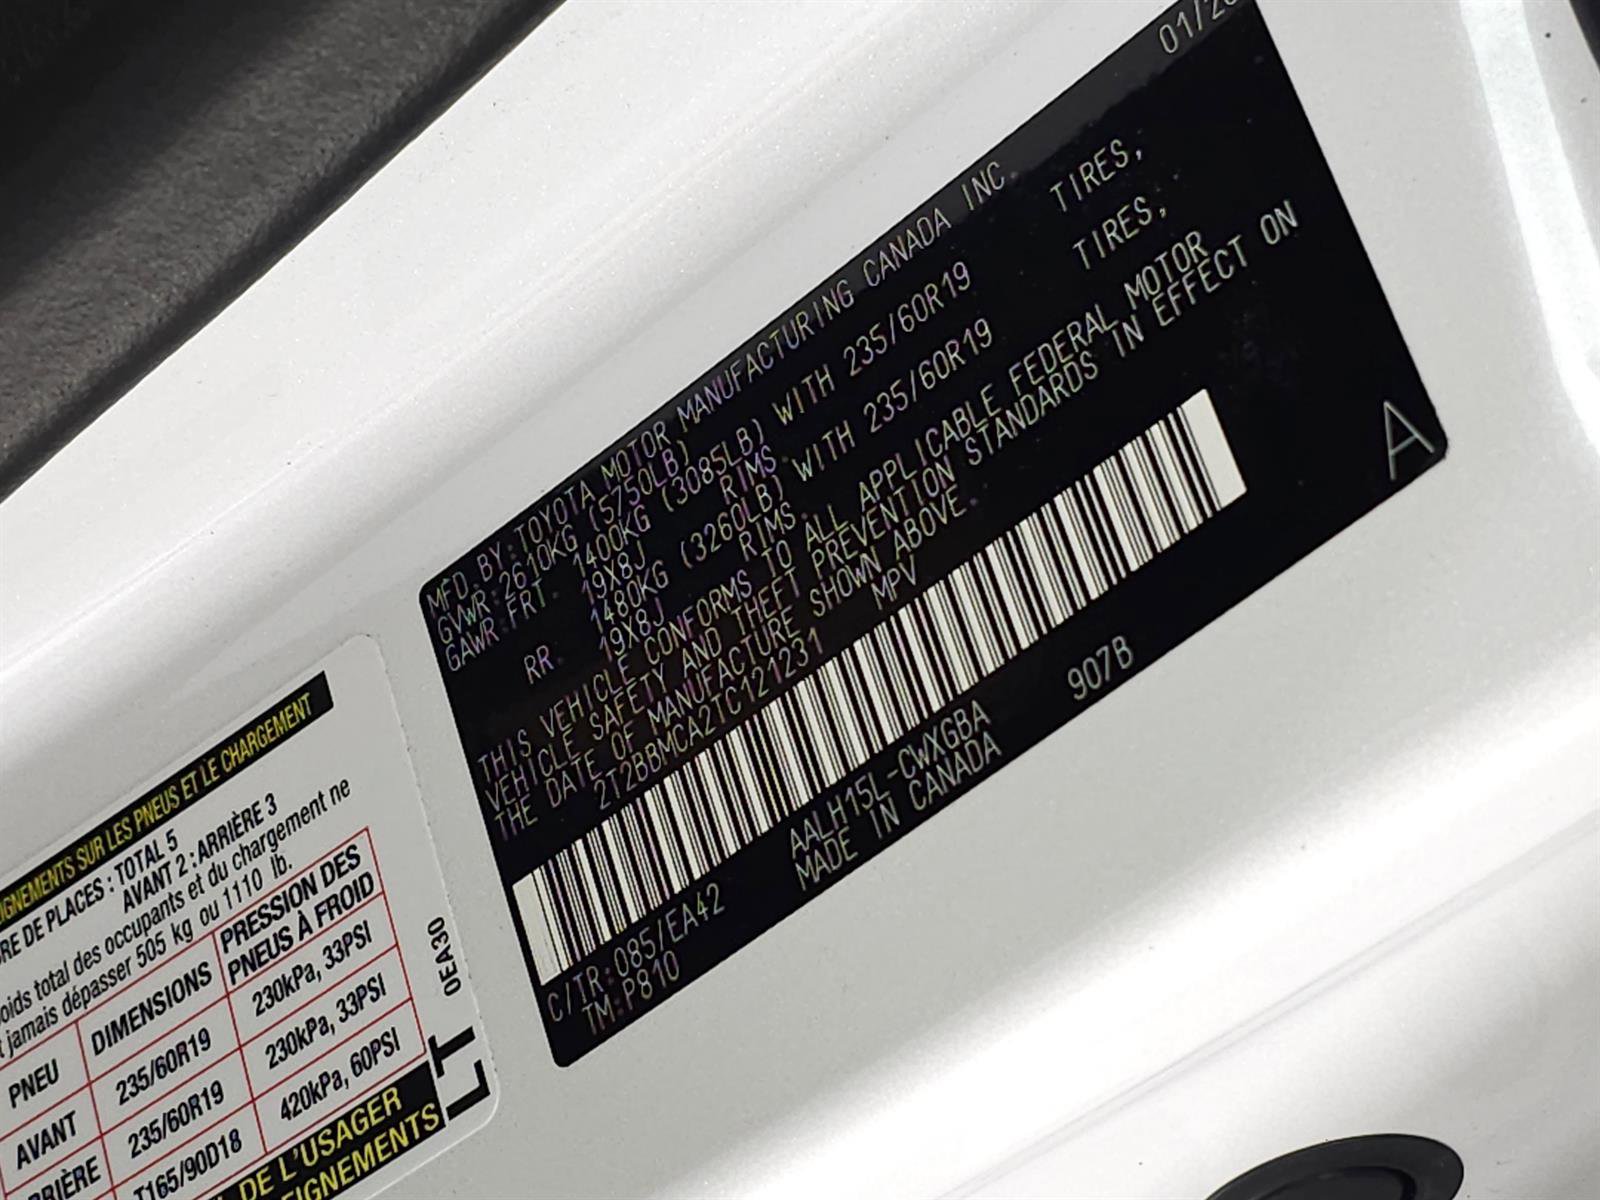 01/2
MFD. BY: TOYOTA MOTOR MANUFACTURING CANADA INC.
GVWR: 2610KG (5750LB)
GAWR: FRT. 1400KG (3085LB) WITH 235/60R19 TIRES,
19X8J RIMS.
RR. 1480KG (3260LB) WITH 235/60R19 TIRES,
19X8J RIMS.
THIS VEHICLE CONFORMS TO ALL APPLICABLE FEDERAL MOTOR
VEHICLE SAFETY AND THEFT PREVENTION STANDARDS IN EFFECT ON
THE DATE OF MANUFACTURE SHOWN ABOVE.
2T2BBMCA2TC121231 MPV
A
C/TR: 085/EA42 AALH15L-CWXGBA 907B
TM: P810 MADE IN CANADA
IGNEMENTS SUR LES PNEUS ET LE CHARGEMENT
RE DE PLACES : TOTAL 5
AVANT 2 : ARRIÈRE 3
oids total des occupants et du chargement ne
t jamais dépasser 505 kg ou 1110 lb.
PNEU DIMENSIONS PRESSION DES
PNEUS À FROID
AVANT 235/60R19 230kPa, 33PSI
RIÈRE 235/60R19 230kPa, 33PSI
T165/90D18 420kPa, 60PSI
DE L'USAGER
EIGNEMENTS
LT
0EA30